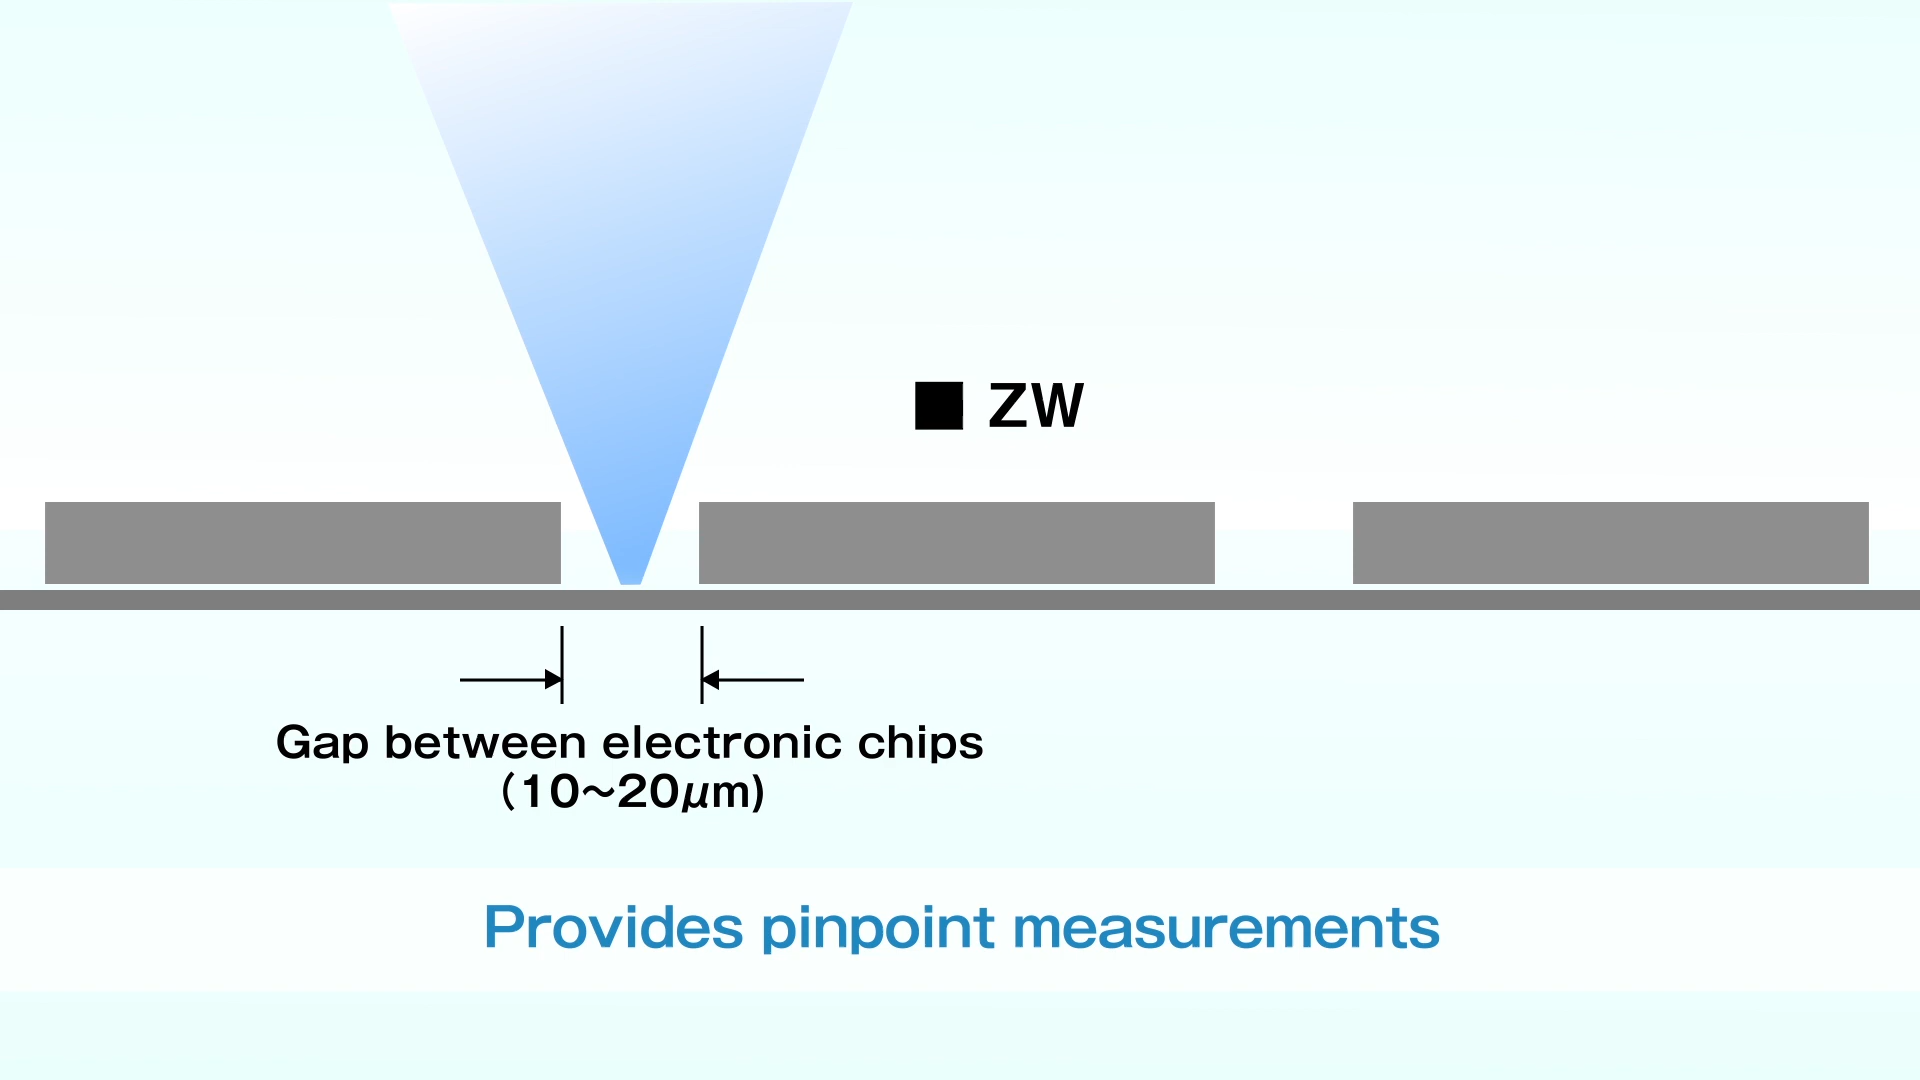 ■ ZW
Gap between electronic chips
（10～20μm)
Provides pinpoint measurements